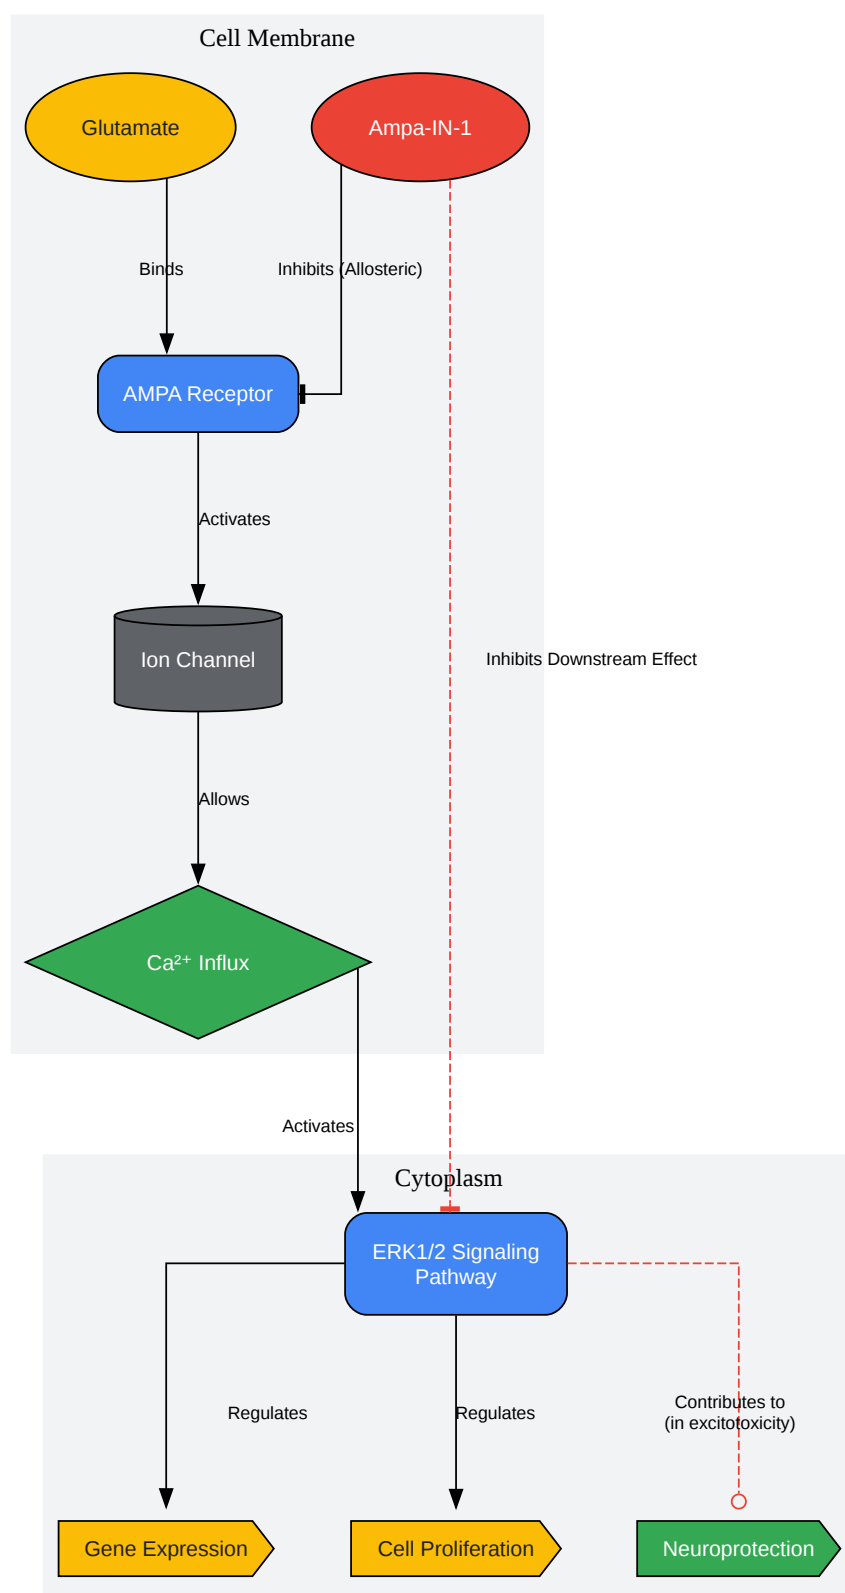 Cell Membrane
Glutamate
Ampa-IN-1
Binds
Inhibits (Allosteric)
AMPA Receptor
Activates
Ion Channel
Inhibits Downstream Effect
Allows
Ca²⁺ Influx
Activates
Cytoplasm
ERK1/2 Signaling
Pathway
Regulates
Regulates
Contributes to
(in excitotoxicity)
Gene Expression
Cell Proliferation
Neuroprotection